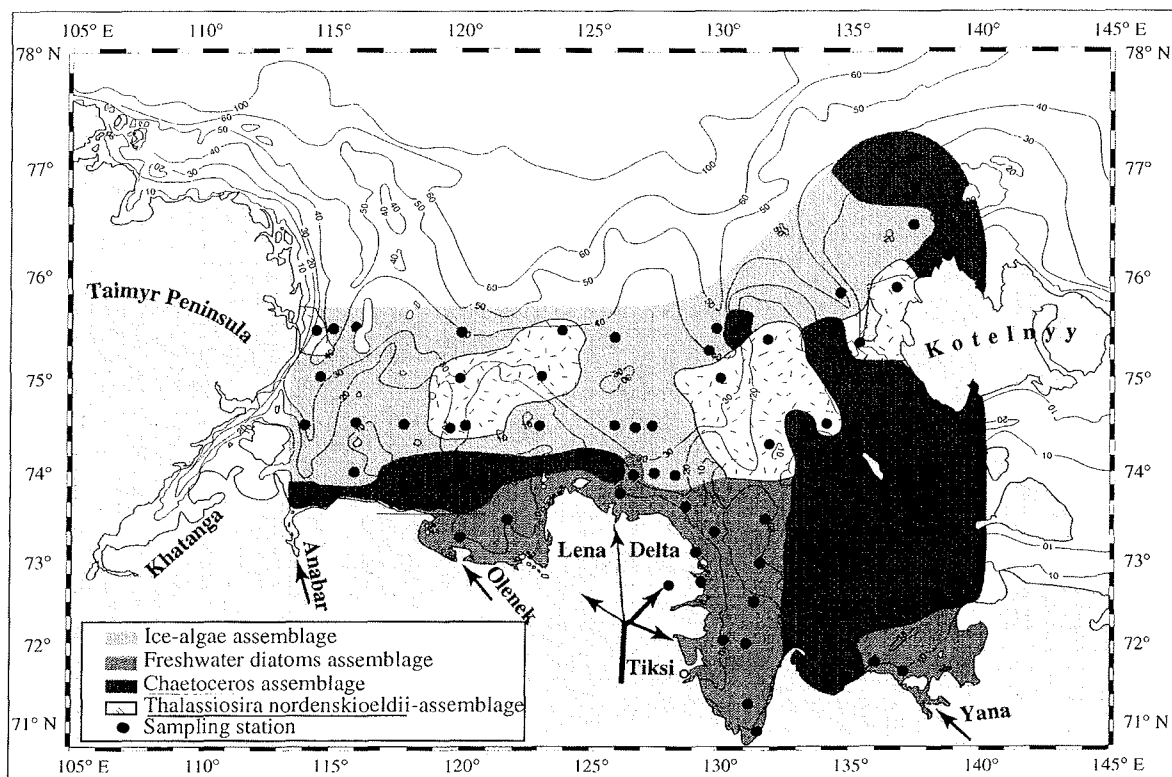 105° E 110° 115° 120° 125° 130° 135° 140° 145° E
78° N 78° N
77° 77°
76° 76°
75° 75°
74° 74°
73° 73°
72° 72°
71° N 71° N
Taimyr Peninsula
Kotelnyy
Khatanga
Anabar
Olenek
Lena Delta
Tiksi
Yana
Ice-algae assemblage
Freshwater diatoms assemblage
Chaetoceros assemblage
Thalassiosira nordenskioeldii-assemblage
Sampling station
105° E 110° 115° 120° 125° 130° 135° 140° 145° E